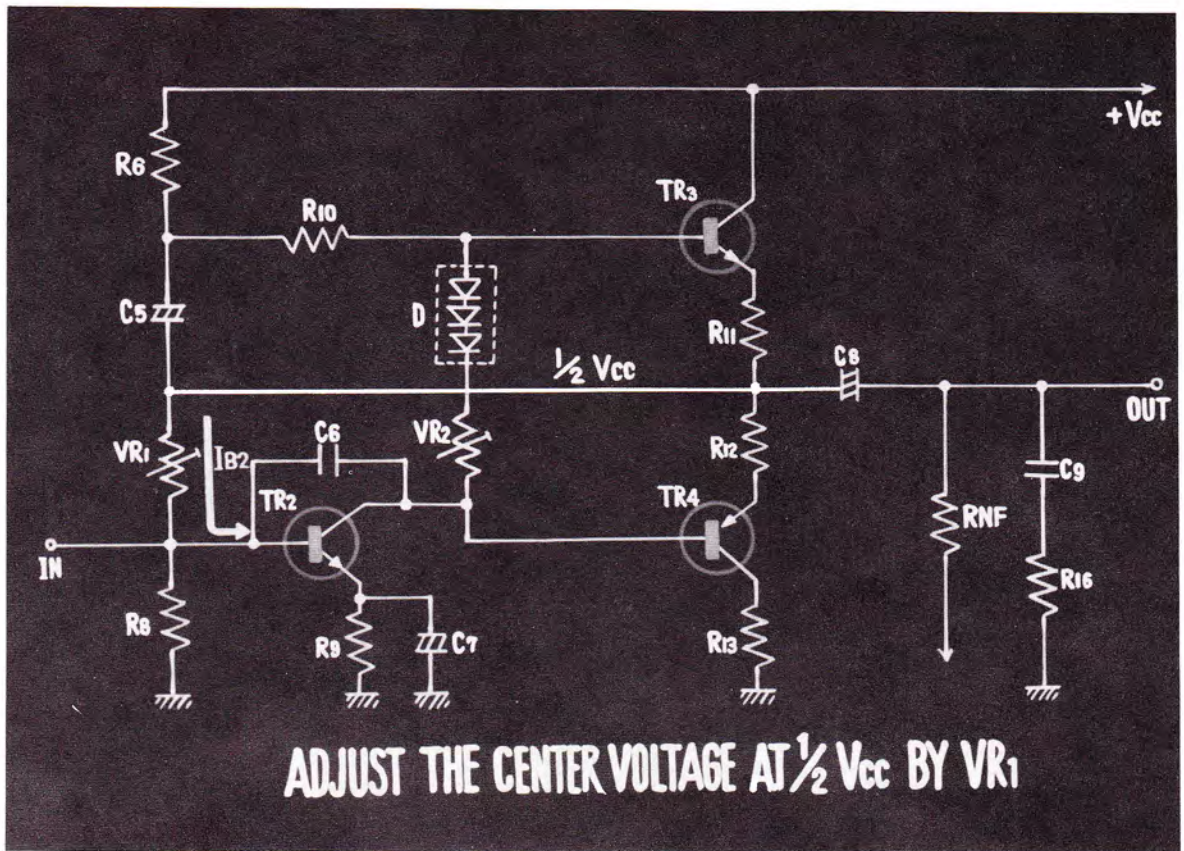 +Vcc
R6
TR3
R10
C5
D
R11
½ Vcc
C8
OUT
VR1
IB2
C6
VR2
R12
TR2
TR4
C9
RNF
IN
R16
R8
R9
C7
R13
ADJUST THE CENTER VOLTAGE AT ½ Vcc BY VR1